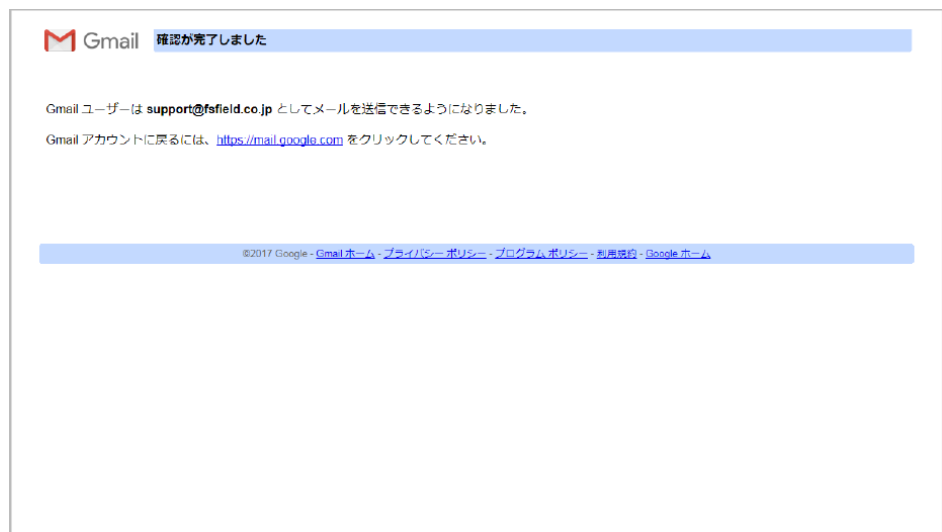 Gmail 確認が完了しました
Gmail ユーザーは support@fsfield.co.jp としてメールを送信できるようになりました。
Gmail アカウントに戻るには、https://mail.google.com をクリックしてください。
©2017 Google - Gmail ホーム - プライバシー ポリシー - プログラム ポリシー - 利用規約 - Google ホーム